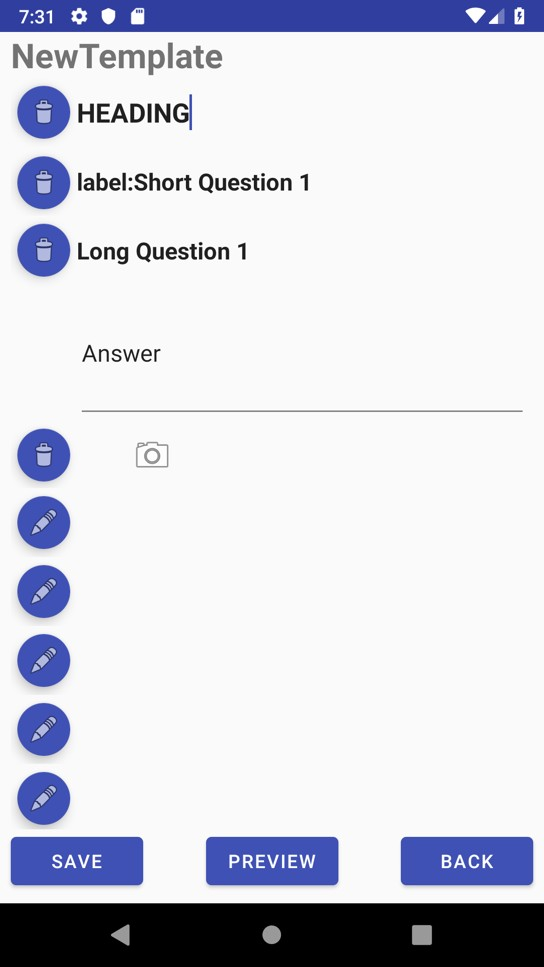 7:31
NewTemplate
HEADING
label:Short Question 1
Long Question 1
Answer
SAVE PREVIEW BACK